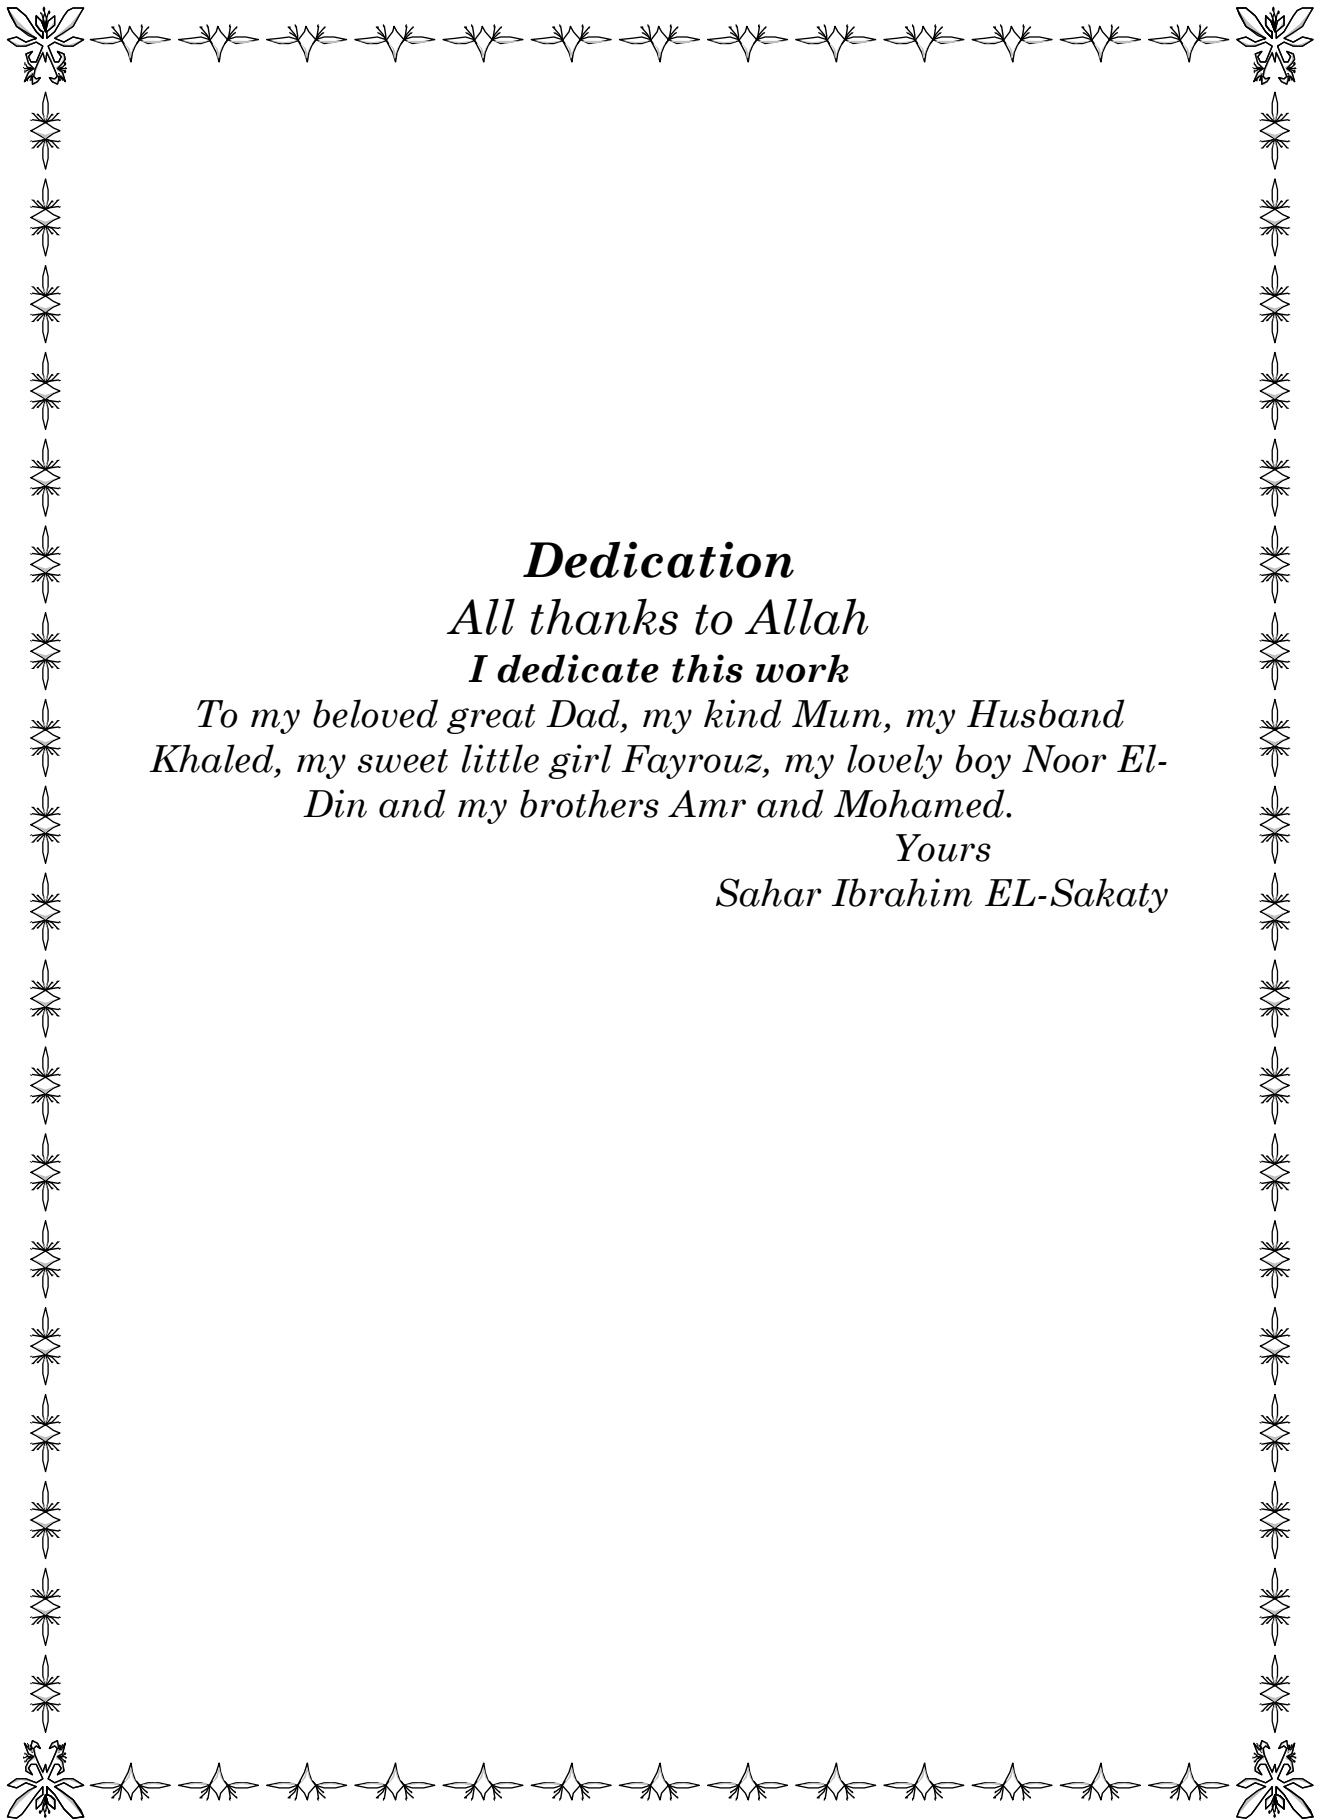 Dedication
All thanks to Allah
I dedicate this work
To my beloved great Dad, my kind Mum, my Husband
Khaled, my sweet little girl Fayrouz, my lovely boy Noor El-
Din and my brothers Amr and Mohamed.
Yours
Sahar Ibrahim EL-Sakaty